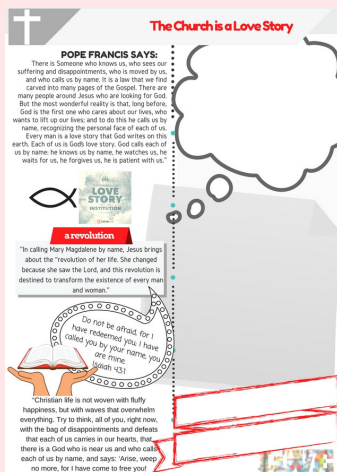 The Church is a Love Story
POPE FRANCIS SAYS:
There is Someone who knows us, who sees our
suffering and disappointments, who is moved by us,
and who calls us by name. It is a law that we find
carved into many pages of the Gospel. There are
many people around Jesus who are looking for God.
But the most wonderful reality is that, long before,
God is the first one who cares about our lives, who
wants to lift up our lives; and to do this he calls us by
name, recognizing the personal face of each of us.
Every man is a love story that God writes on this
earth. Each of us is God's love story. God calls each of
us by name: he knows us by name, he watches us, he
waits for us, he forgives us, he is patient with us."
LOVE
STORY
INSTITUTION
a revolution
"In calling Mary Magdalene by name, Jesus brings
about the "revolution of her life. She changed
because she saw the Lord, and this revolution is
destined to transform the existence of every man
and woman."
Do not be afraid, for I
have redeemed you; I have
called you by your name, you
are mine.
Isaiah 43:1
"Christian life is not woven with fluffy
happiness, but with waves that overwhelm
everything. Try to think, all of you, right now,
with the bag of disappointments and defeats
that each of us carries in our hearts, that
there is a God who is near us and who calls
each of us by name, and says: 'Arise, weep
no more, for I have come to free you!